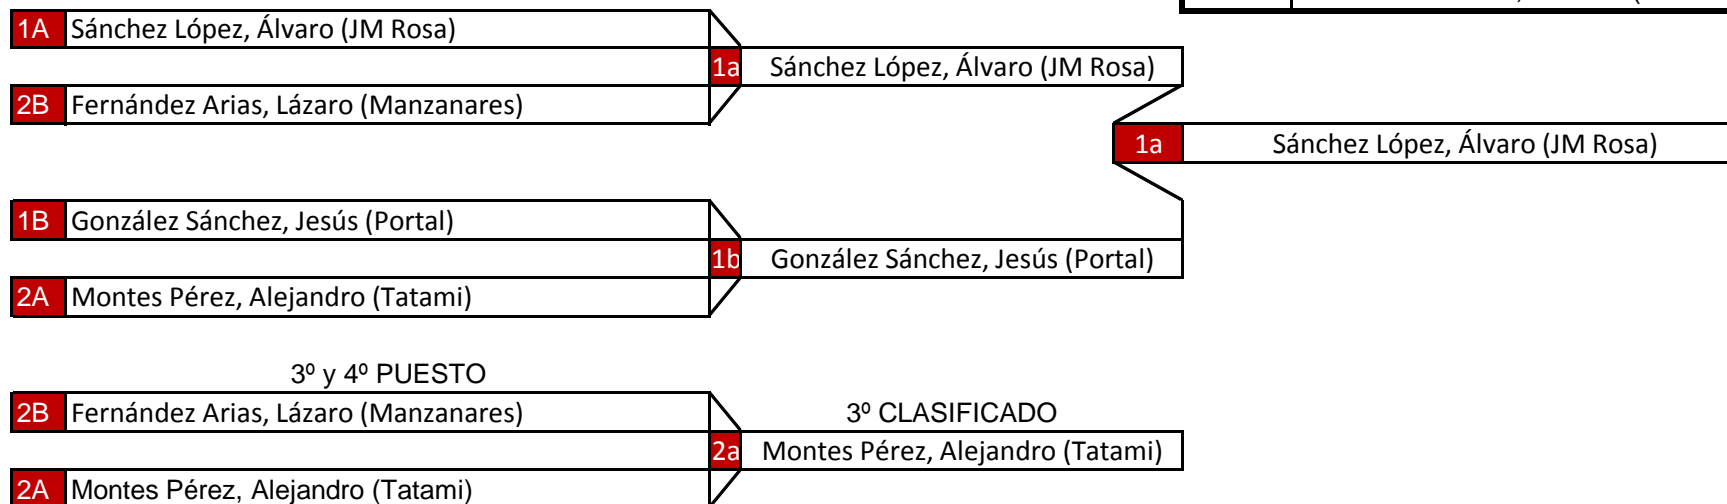 1A Sánchez López, Álvaro (JM Rosa)
1a Sánchez López, Álvaro (JM Rosa)
2B Fernández Arias, Lázaro (Manzanares)
1a Sánchez López, Álvaro (JM Rosa)
1B González Sánchez, Jesús (Portal)
1b González Sánchez, Jesús (Portal)
2A Montes Pérez, Alejandro (Tatami)
3º y 4º PUESTO
2B Fernández Arias, Lázaro (Manzanares)
3º CLASIFICADO
2a Montes Pérez, Alejandro (Tatami)
2A Montes Pérez, Alejandro (Tatami)